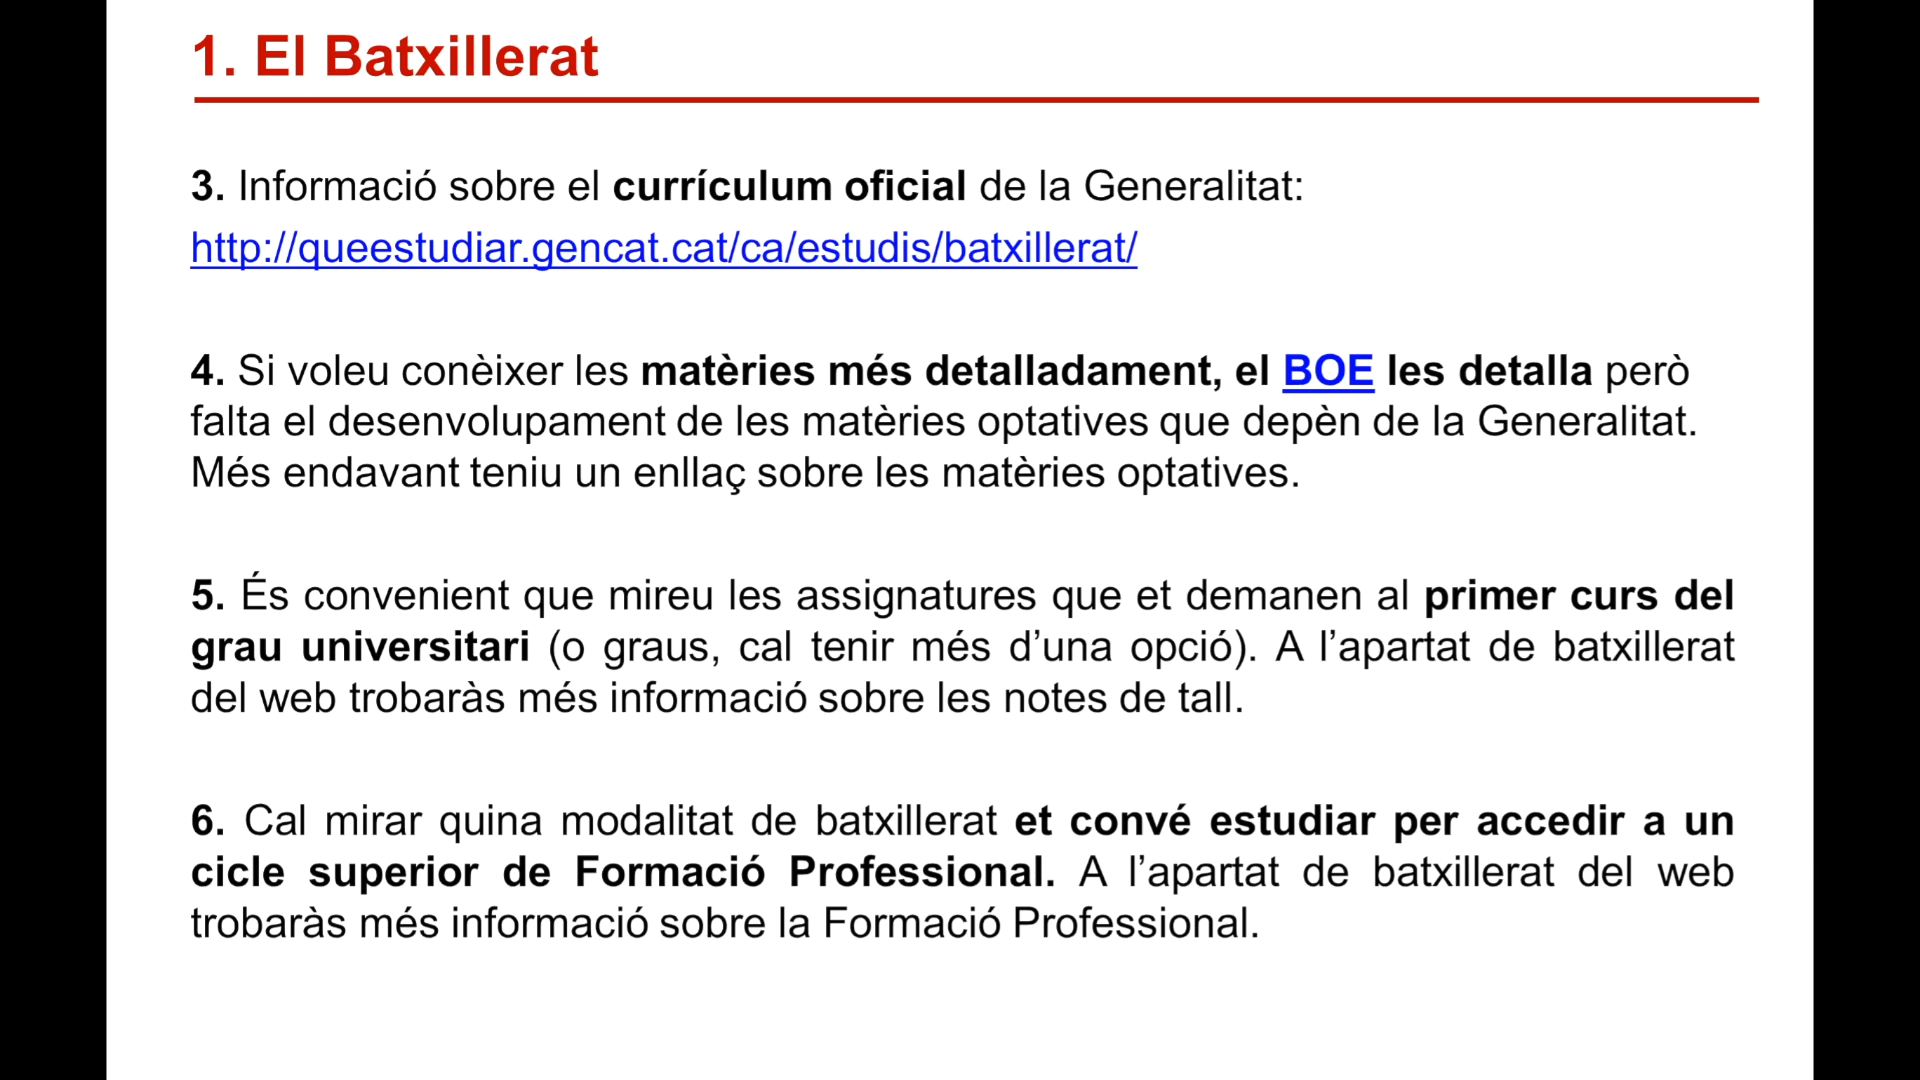 1. El Batxillerat
3. Informació sobre el currículum oficial de la Generalitat:
http://queestudiar.gencat.cat/ca/estudis/batxillerat/
4. Si voleu conèixer les matèries més detalladament, el BOE les detalla però
falta el desenvolupament de les matèries optatives que depèn de la Generalitat.
Més endavant teniu un enllaç sobre les matèries optatives.
5. És convenient que mireu les assignatures que et demanen al primer curs del
grau universitari (o graus, cal tenir més d’una opció). A l’apartat de batxillerat
del web trobaràs més informació sobre les notes de tall.
6. Cal mirar quina modalitat de batxillerat et convé estudiar per accedir a un
cicle superior de Formació Professional. A l’apartat de batxillerat del web
trobaràs més informació sobre la Formació Professional.